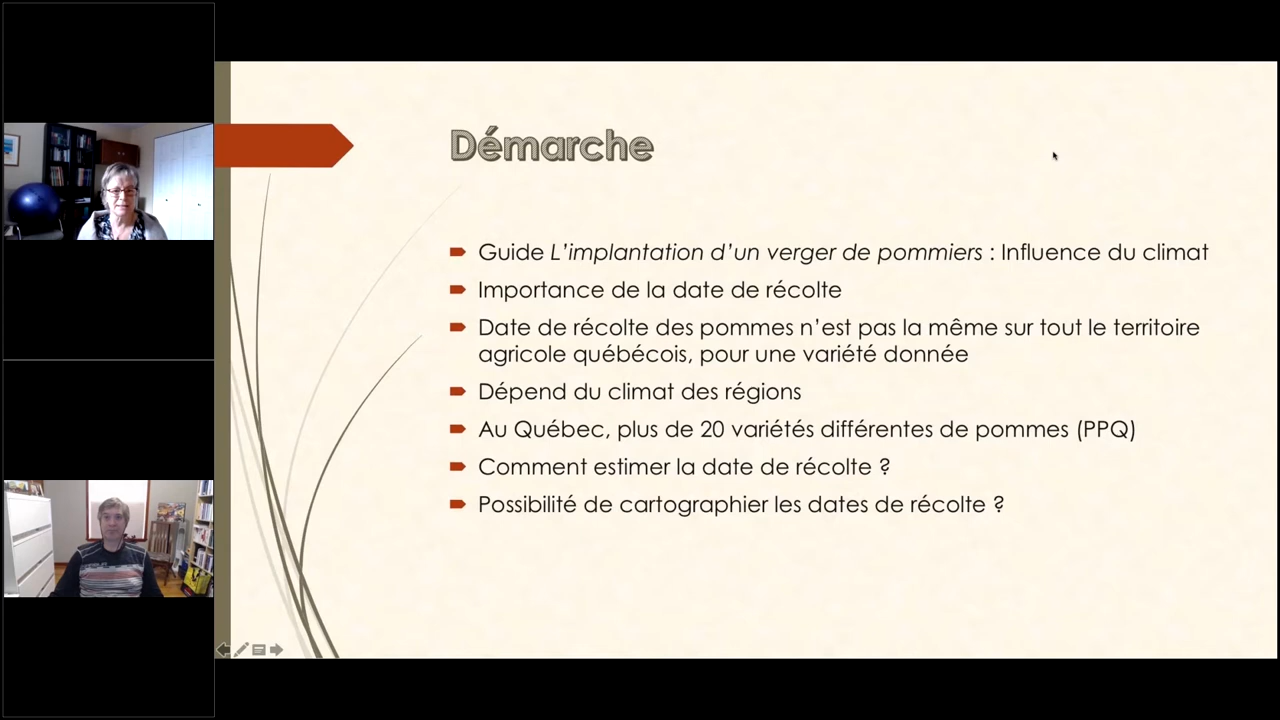 Démarche
Guide L'implantation d'un verger de pommiers : Influence du climat
Importance de la date de récolte
Date de récolte des pommes n'est pas la même sur tout le territoire
agricole québécois, pour une variété donnée
Dépend du climat des régions
Au Québec, plus de 20 variétés différentes de pommes (PPQ)
Comment estimer la date de récolte ?
Possibilité de cartographier les dates de récolte ?